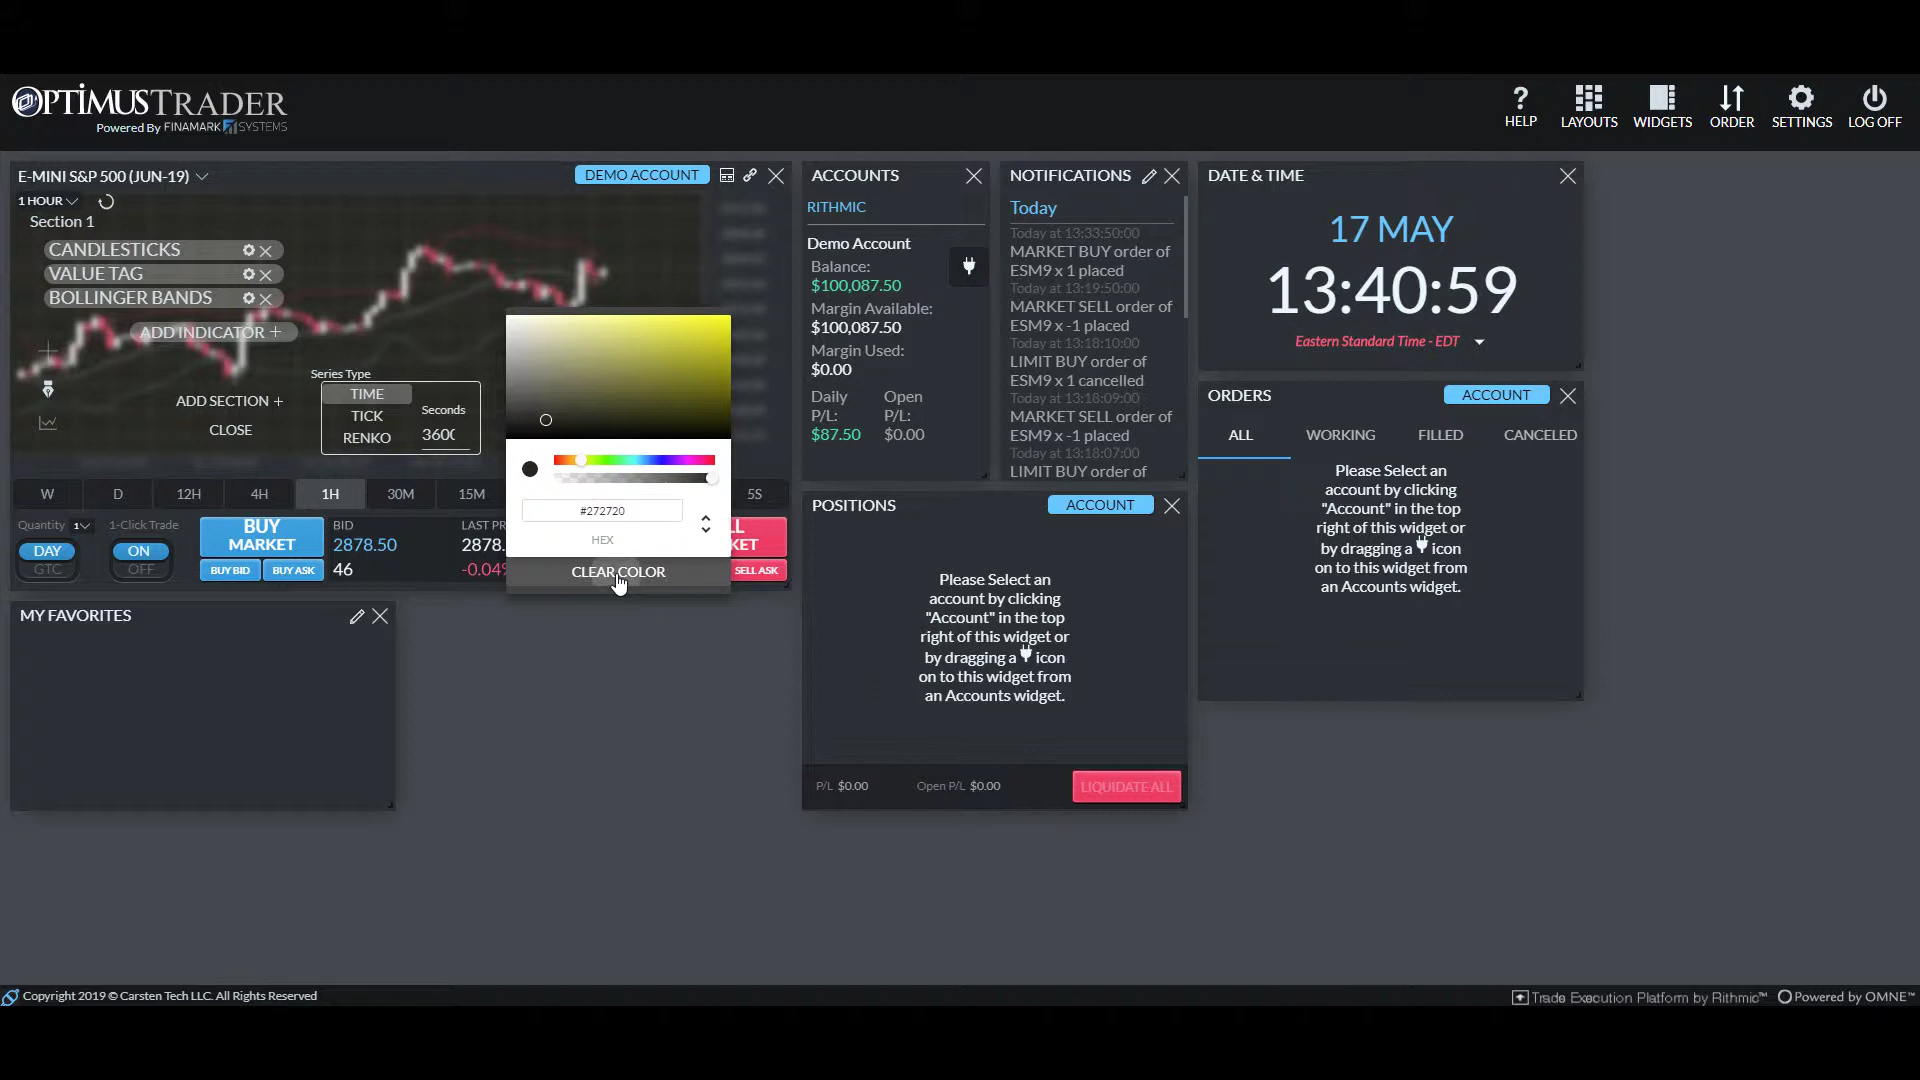 OPTIMUSTRADER
Powered By FINAMARK SYSTEMS
? HELP
LAYOUTS
WIDGETS
ORDER
SETTINGS
LOG OFF
E-MINI S&P 500 (JUN-19)
DEMO ACCOUNT
1 HOUR
Section 1
CANDLESTICKS
VALUE TAG
BOLLINGER BANDS
ADD INDICATOR +
ADD SECTION +
CLOSE
Series Type
TIME
TICK
RENKO
Seconds
3600
#272720
HEX
CLEAR COLOR
W
D
12H
4H
1H
30M
15M
5S
Quantity 1
DAY
GTC
1-Click Trade
ON
OFF
BUY
MARKET
BUY BID
BUY ASK
BID
2878.50
46
LAST PR
2878.
-0.04%
LL
KET
SELL ASK
MY FAVORITES
ACCOUNTS
RITHMIC
Demo Account
Balance:
$100,087.50
Margin Available:
$100,087.50
Margin Used:
$0.00
Daily
P/L:
$87.50
Open
P/L:
$0.00
NOTIFICATIONS
Today
Today at 13:33:50:00
MARKET BUY order of
ESM9 x 1 placed
Today at 13:19:50:00
MARKET SELL order of
ESM9 x -1 placed
Today at 13:18:10:00
LIMIT BUY order of
ESM9 x 1 cancelled
Today at 13:18:09:00
MARKET SELL order of
ESM9 x -1 placed
Today at 13:18:07:00
LIMIT BUY order of
POSITIONS
ACCOUNT
Please Select an
account by clicking
"Account" in the top
right of this widget or
by dragging a icon
on to this widget from
an Accounts widget.
P/L $0.00
Open P/L $0.00
LIQUIDATE ALL
DATE & TIME
17 MAY
13:40:59
Eastern Standard Time - EDT
ORDERS
ACCOUNT
ALL
WORKING
FILLED
CANCELED
Please Select an
account by clicking
"Account" in the top
right of this widget or
by dragging a icon
on to this widget from
an Accounts widget.
Copyright 2019 © Carsten Tech LLC. All Rights Reserved
Trade Execution Platform by Rithmic™
Powered by OMNE™